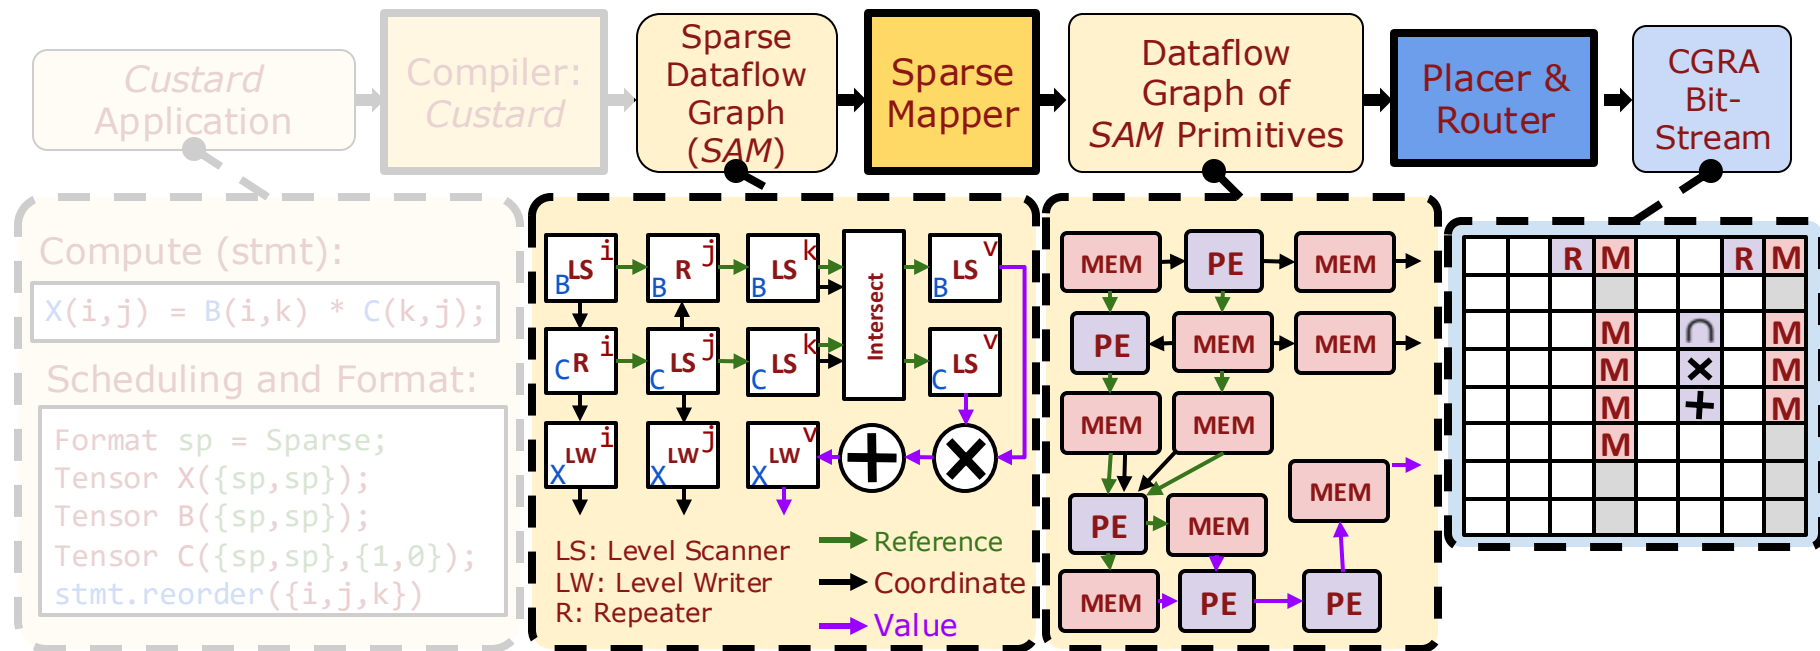 Custard
Application
Compiler:
Custard
Sparse
Dataflow
Graph
(SAM)
Sparse
Mapper
Dataflow
Graph of
SAM Primitives
Placer &
Router
CGRA
Bit-
Stream
Compute (stmt):
X(i,j) = B(i,k) * C(k,j);
Scheduling and Format:
Format sp = Sparse;
Tensor X({sp,sp});
Tensor B({sp,sp});
Tensor C({sp,sp},{1,0});
stmt.reorder({i,j,k})
B LS i
B R j
B LS k
Intersect
B LS v
C R i
C LS j
C LS k
C LS v
X LW i
X LW j
X LW v
+
×
LS: Level Scanner
LW: Level Writer
R: Repeater
Reference
Coordinate
Value
MEM PE MEM
PE MEM MEM
MEM MEM
MEM
PE MEM
MEM PE PE
R M R M
M ∩ M
M × M
M + M
M